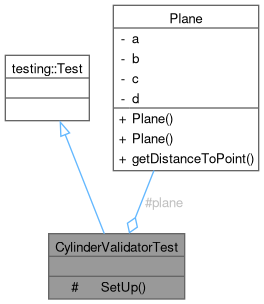 Plane
- a
- b
- c
- d
+ Plane()
+ Plane()
+ getDistanceToPoint()
testing::Test
#plane
CylinderValidatorTest
# SetUp()